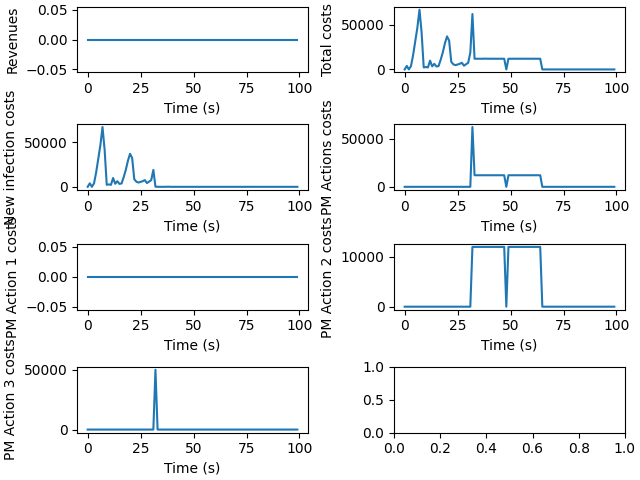 Revenues
0.05
0.00
−0.05
0 25 50 75 100
Time (s)
Total costs
50000
0
0 25 50 75 100
Time (s)
New infection costs
50000
0
0 25 50 75 100
Time (s)
PM Actions costs
50000
0
0 25 50 75 100
Time (s)
PM Action 1 costs
0.05
0.00
−0.05
0 25 50 75 100
Time (s)
PM Action 2 costs
10000
0
0 25 50 75 100
Time (s)
PM Action 3 costs
50000
0
0 25 50 75 100
Time (s)
1.0
0.5
0.0
0.0 0.2 0.4 0.6 0.8 1.0